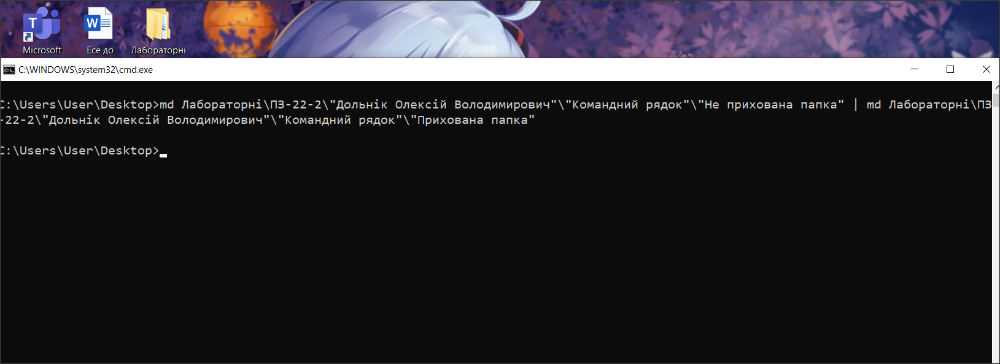 Microsoft
Есе до
Лабораторні
C:\WINDOWS\system32\cmd.exe
C:\Users\User\Desktop>md Лабораторні\ПЗ-22-2\"Дольнік Олексій Володимирович"\"Командний рядок"\"Не прихована папка" | md Лабораторні\ПЗ
-22-2\"Дольнік Олексій Володимирович"\"Командний рядок"\"Прихована папка"
C:\Users\User\Desktop>